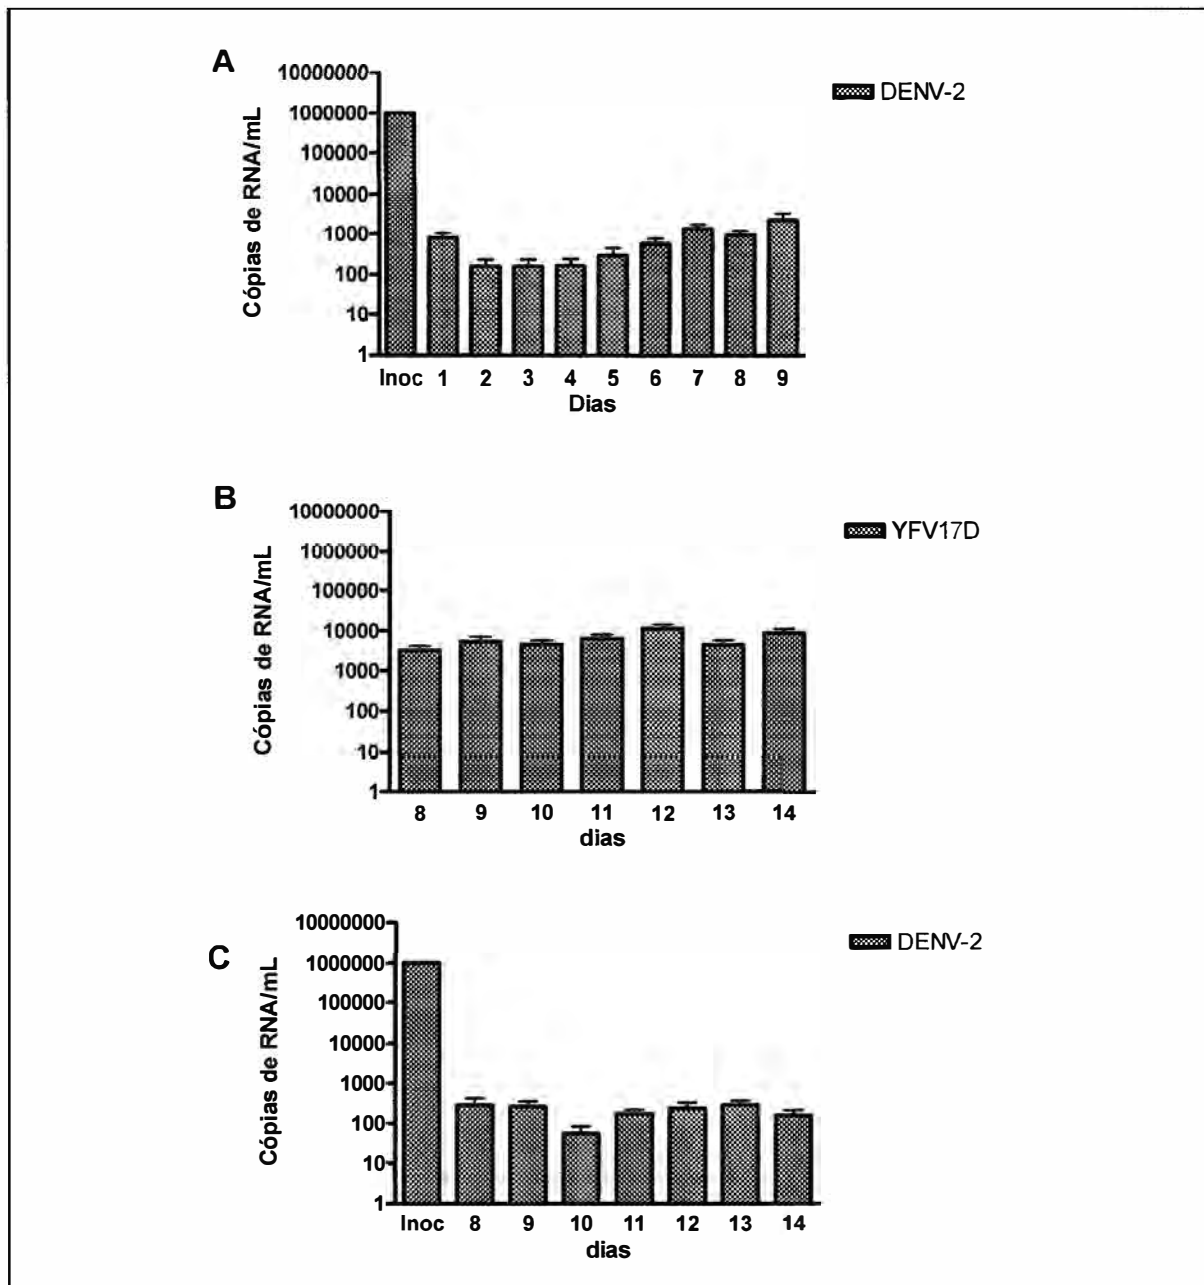 A
Cópias de RNA/mL
10000000
1000000
100000
10000
1000
100
10
1
Inoc 1 2 3 4 5 6 7 8 9
Dias
DENV-2
B
Cópias de RNA/mL
10000000
1000000
100000
10000
1000
100
10
1
8 9 10 11 12 13 14
dias
YFV17D
C
Cópias de RNA/mL
10000000
1000000
100000
10000
1000
100
10
1
Inoc 8 9 10 11 12 13 14
dias
DENV-2